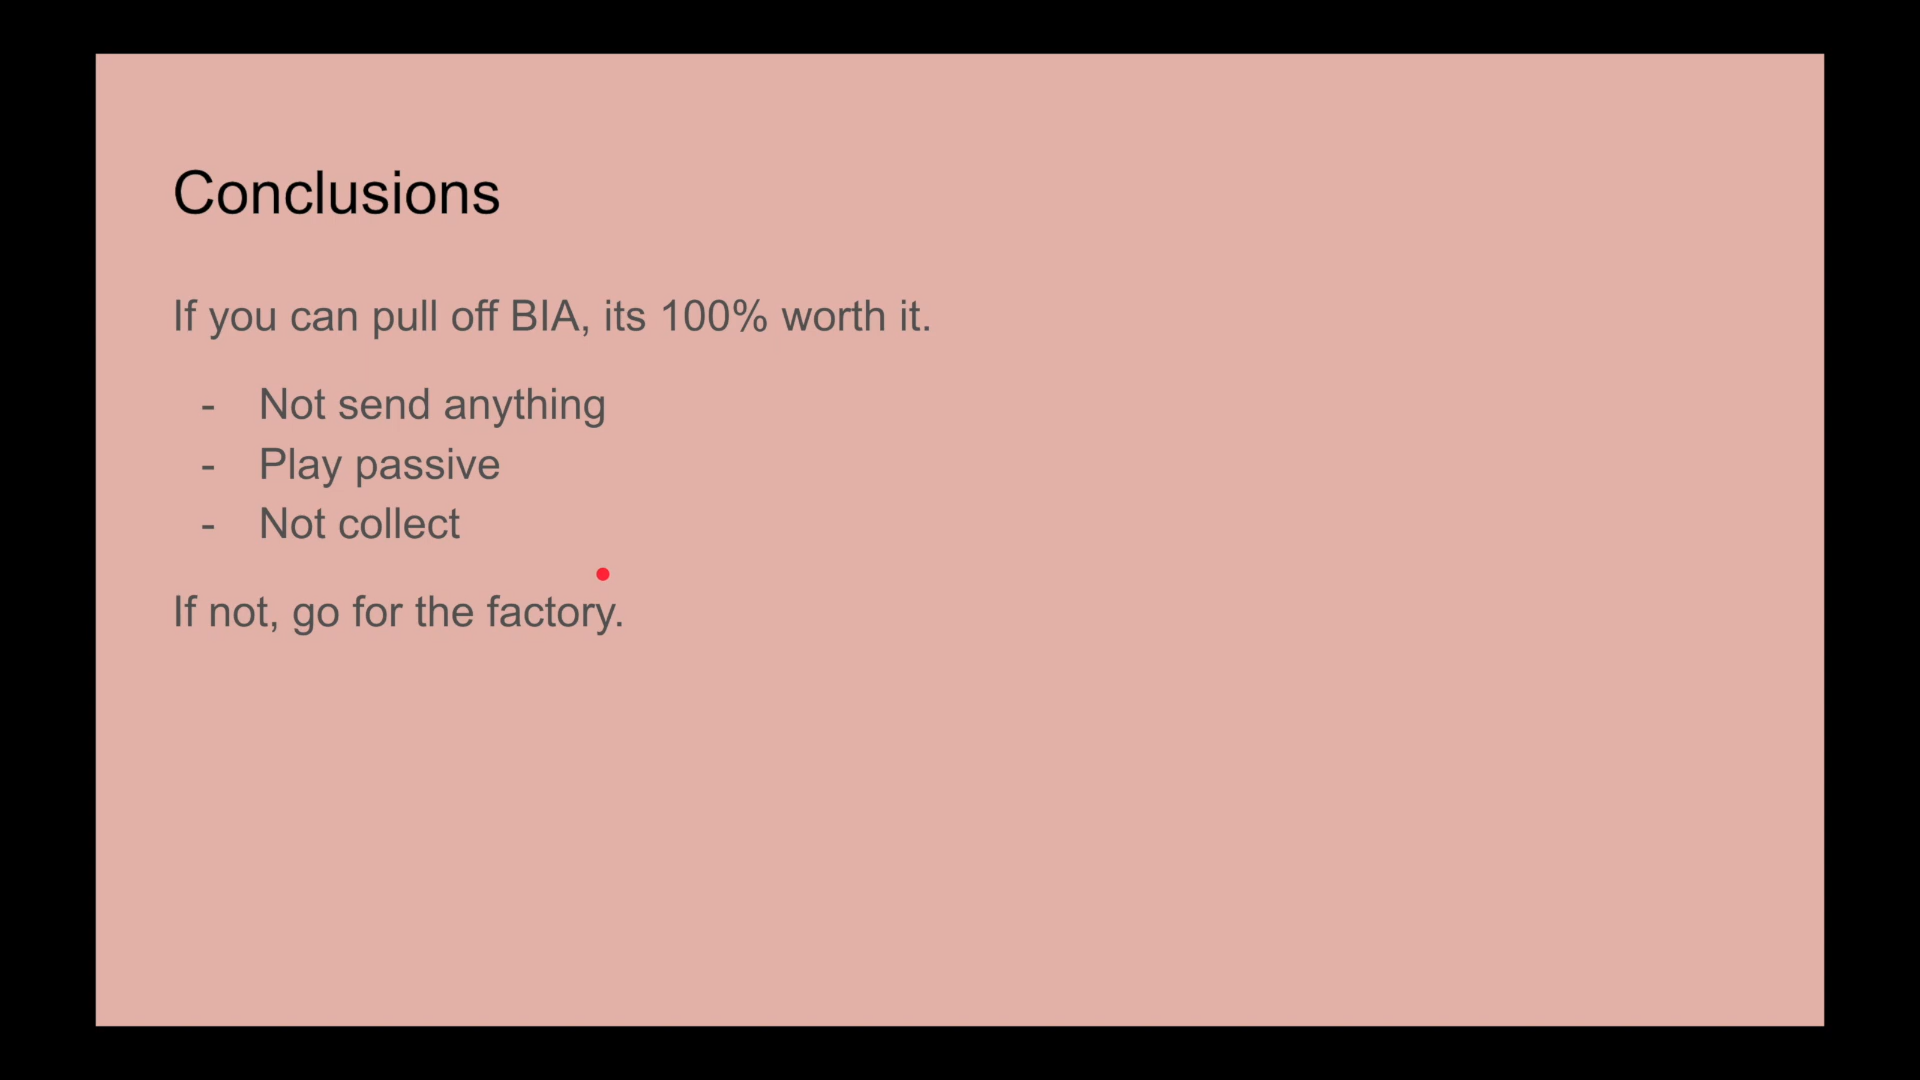 Conclusions
If you can pull off BIA, its 100% worth it.
- Not send anything
- Play passive
- Not collect
If not, go for the factory.